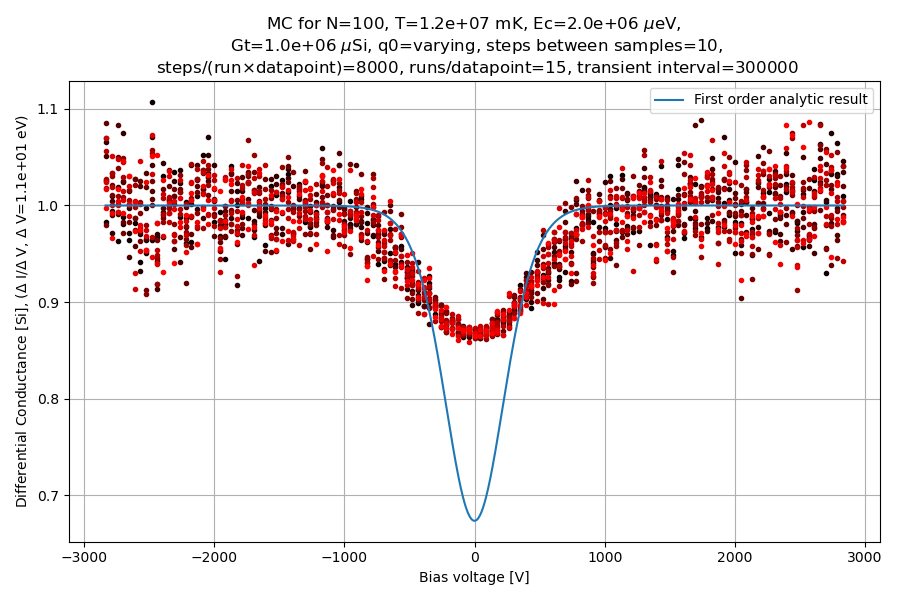 MC for N=100, T=1.2e+07 mK, Ec=2.0e+06 μeV,
Gt=1.0e+06 μSi, q0=varying, steps between samples=10,
steps/(run×datapoint)=8000, runs/datapoint=15, transient interval=300000
First order analytic result
Differential Conductance [Si], (Δ I/Δ V, Δ V=1.1e+01 eV)
1.1
1.0
0.9
0.8
0.7
−3000 −2000 −1000 0 1000 2000 3000
Bias voltage [V]